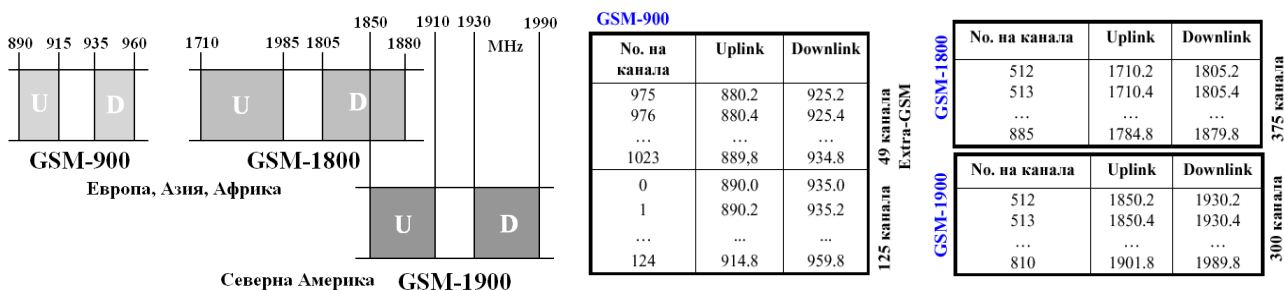 1850 1910 1930 1990
890 915 935 960 1710 1985 1805 1880 MHz
U D U D
GSM-900 GSM-1800
Европа, Азия, Африка
U D
Северна Америка GSM-1900
GSM-900
No. на канала Uplink Downlink
975 880.2 925.2
976 880.4 925.4
... ... ...
1023 889,8 934.8
49 канала
Extra-GSM
0 890.0 935.0
1 890.2 935.2
... ... ...
124 914.8 959.8
125 канала
GSM-1800
No. на канала Uplink Downlink
512 1710.2 1805.2
513 1710.4 1805.4
... ... ...
885 1784.8 1879.8
375 канала
GSM-1900
No. на канала Uplink Downlink
512 1850.2 1930.2
513 1850.4 1930.4
... ... ...
810 1901.8 1989.8
300 канала